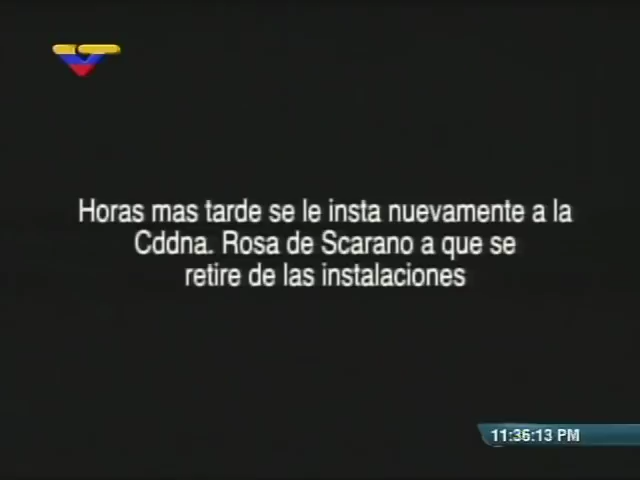 Horas mas tarde se le insta nuevamente a la
Cddna. Rosa de Scarano a que se
retire de las instalaciones
11:36:13 PM